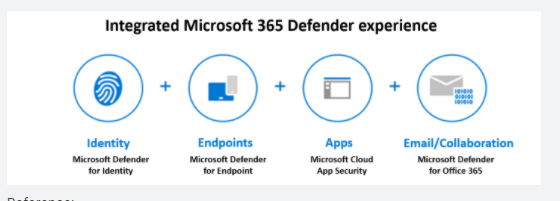 Integrated Microsoft 365 Defender experience
Identity
Microsoft Defender
for Identity
Endpoints
Microsoft Defender
for Endpoint
Apps
Microsoft Cloud
App Security
Email/Collaboration
Microsoft Defender
for Office 365